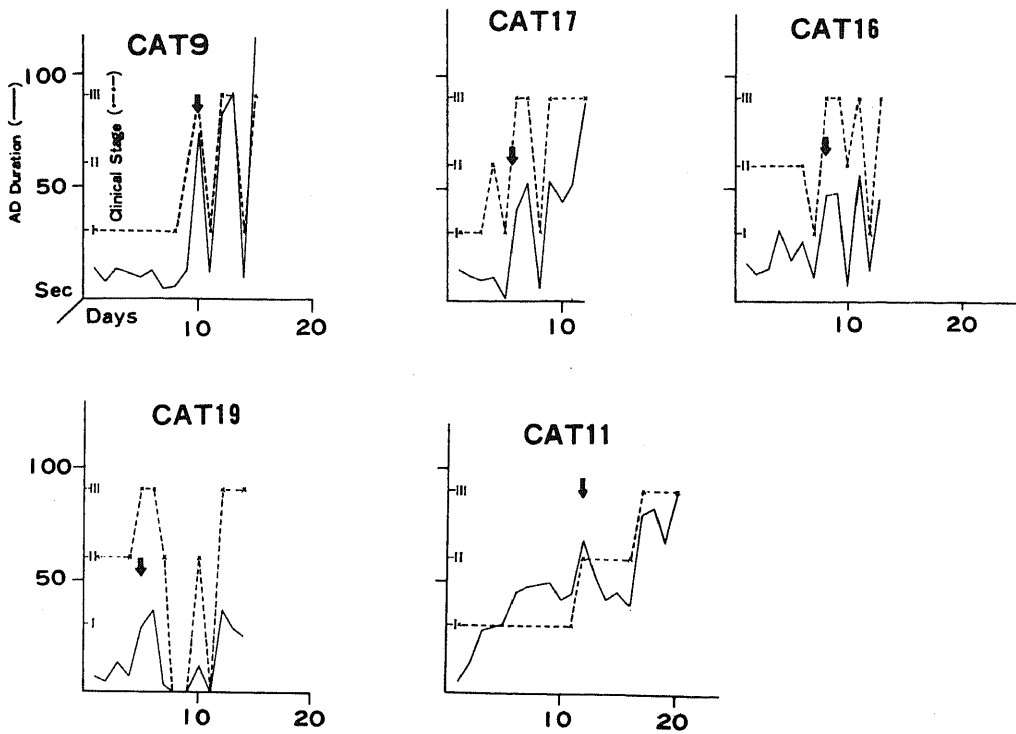 CAT9
100
50
Sec
AD Duration (——)
Clinical Stage (–·–)
III
II
I
Days
10
20
CAT17
III
II
I
10
CAT16
III
II
I
10
20
CAT19
100
50
III
II
I
10
20
CAT11
III
II
I
10
20